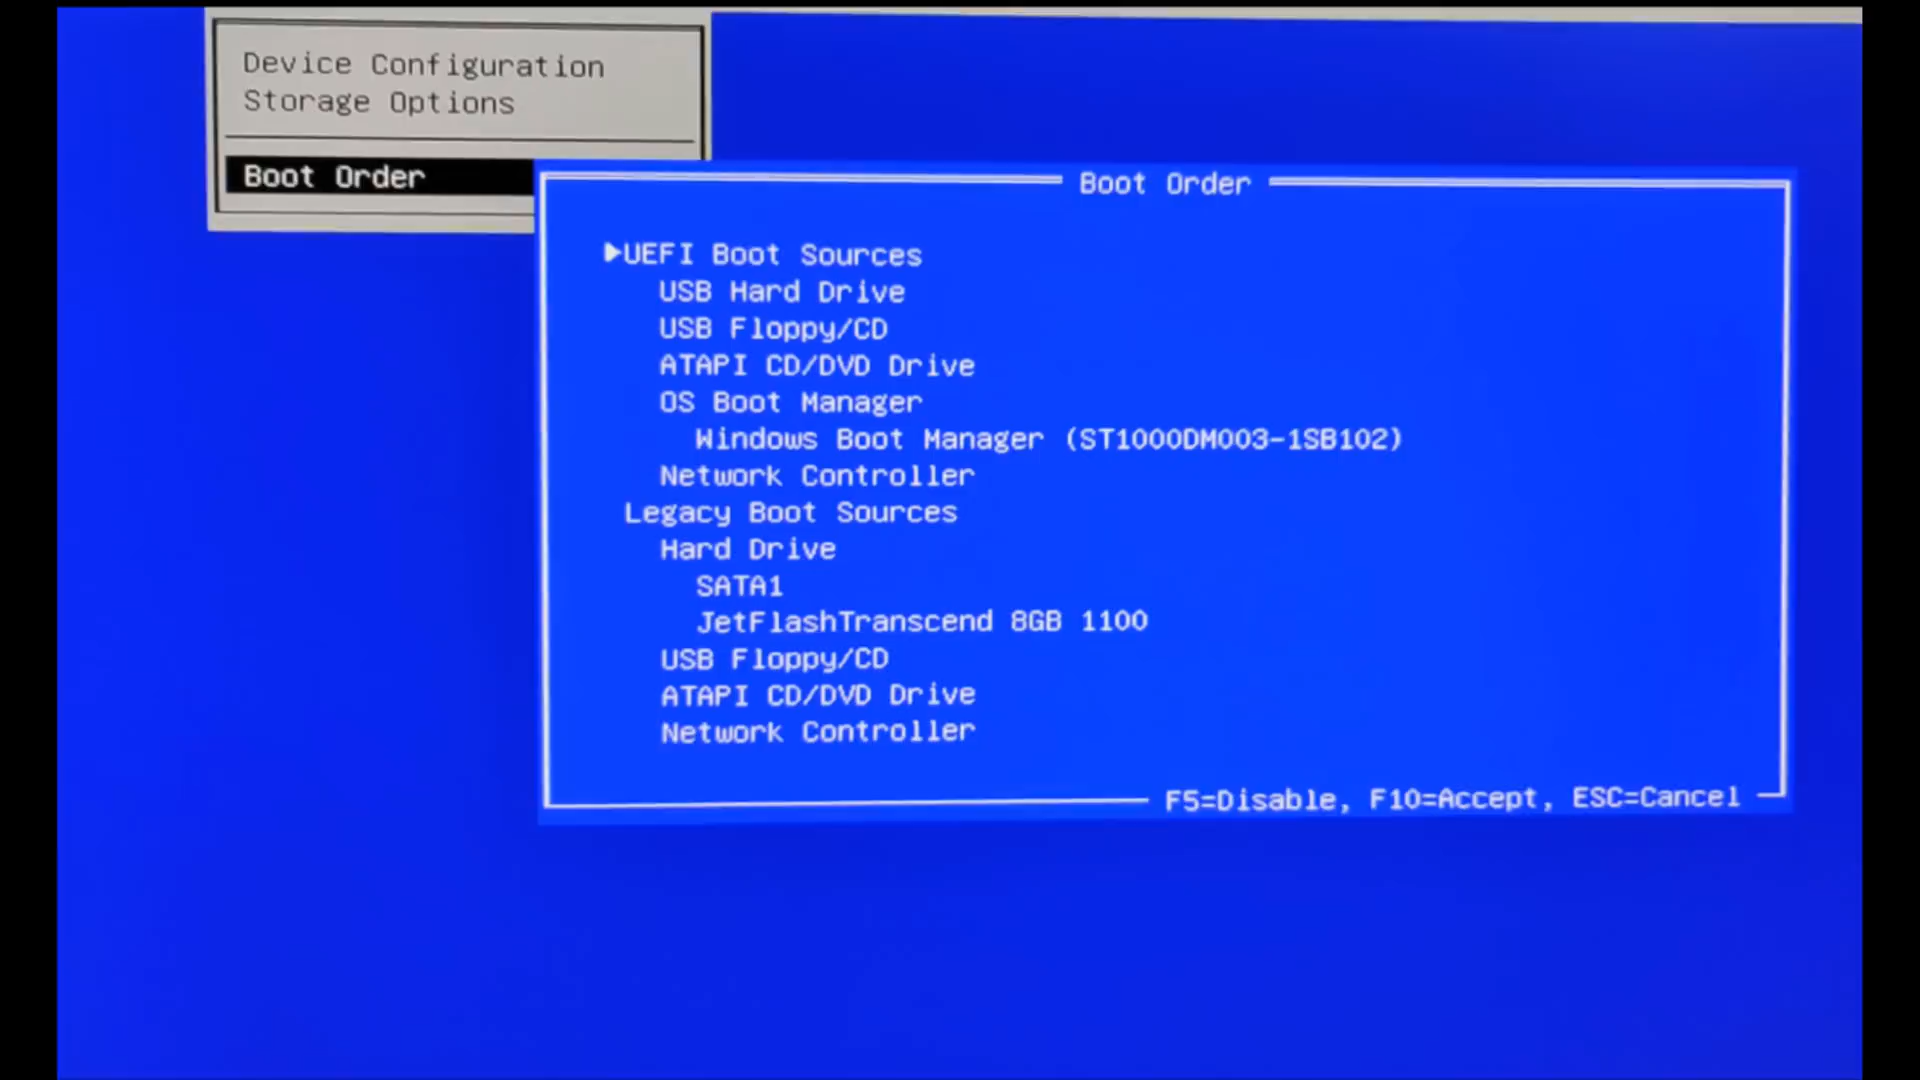 Device Configuration
Storage Options
Boot Order
Boot Order
▶UEFI Boot Sources
USB Hard Drive
USB Floppy/CD
ATAPI CD/DVD Drive
OS Boot Manager
Windows Boot Manager (ST1000DM003-1SB102)
Network Controller
Legacy Boot Sources
Hard Drive
SATA1
JetFlashTranscend 8GB 1100
USB Floppy/CD
ATAPI CD/DVD Drive
Network Controller
F5=Disable, F10=Accept, ESC=Cancel